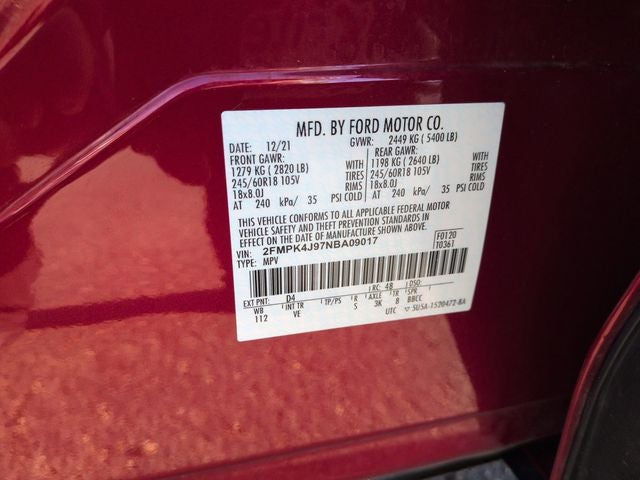 MFD. BY FORD MOTOR CO.
DATE: 12/21 GVWR: 2449 KG ( 5400 LB)
FRONT GAWR: REAR GAWR:
1279 KG ( 2820 LB) WITH 1198 KG ( 2640 LB) WITH
245/60R18 105V TIRES 245/60R18 105V TIRES
18x8.0J RIMS 18x8.0J RIMS
AT 240 kPa/ 35 PSI COLD AT 240 kPa/ 35 PSI COLD
THIS VEHICLE CONFORMS TO ALL APPLICABLE FEDERAL MOTOR
VEHICLE SAFETY AND BUMPER STANDARDS IN EFFECT ON THE
DATE OF MANUFACTURE SHOWN ABOVE.
VIN: 2FMPK4J97NBA09017 F0120
TYPE: MPV T0361
EXT PNT: D4 RC: 48 DSO:
WB INT TR TP/PS R AXLE TR SPR
112 VE S 3K 8 BBCC
UTC ▽ 5U5A-1520472-BA